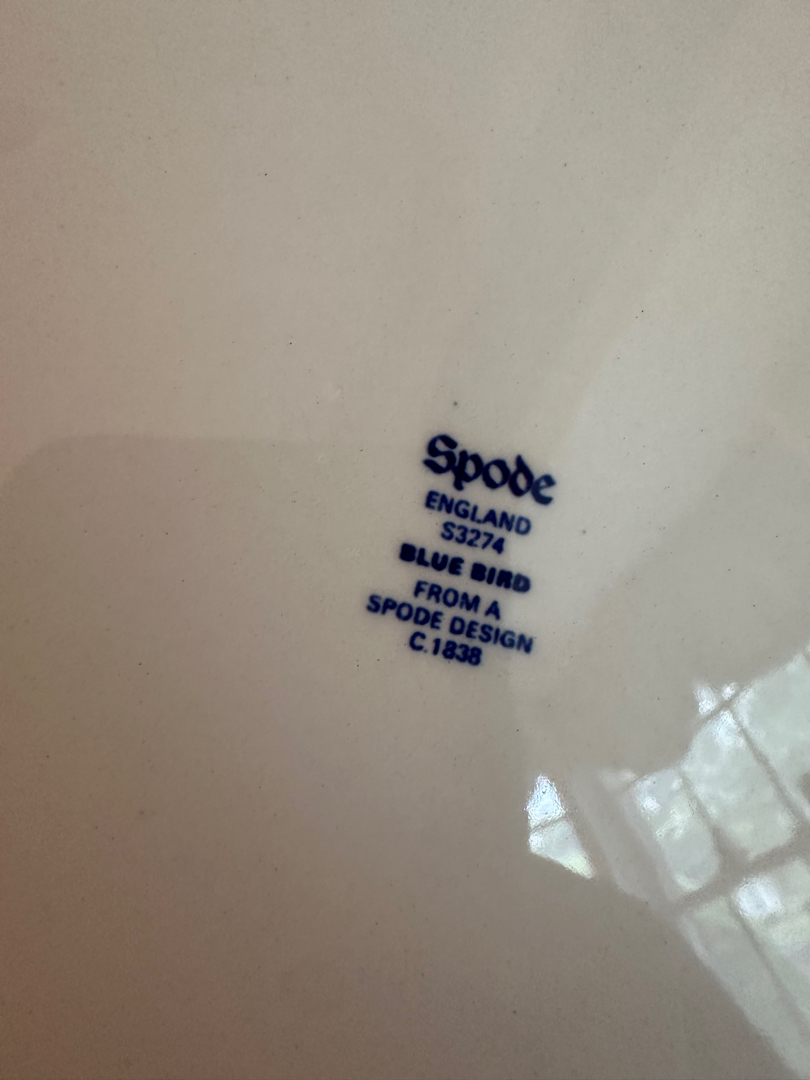 Spode
ENGLAND
S3274
BLUE BIRD
FROM A
SPODE DESIGN
C.1838